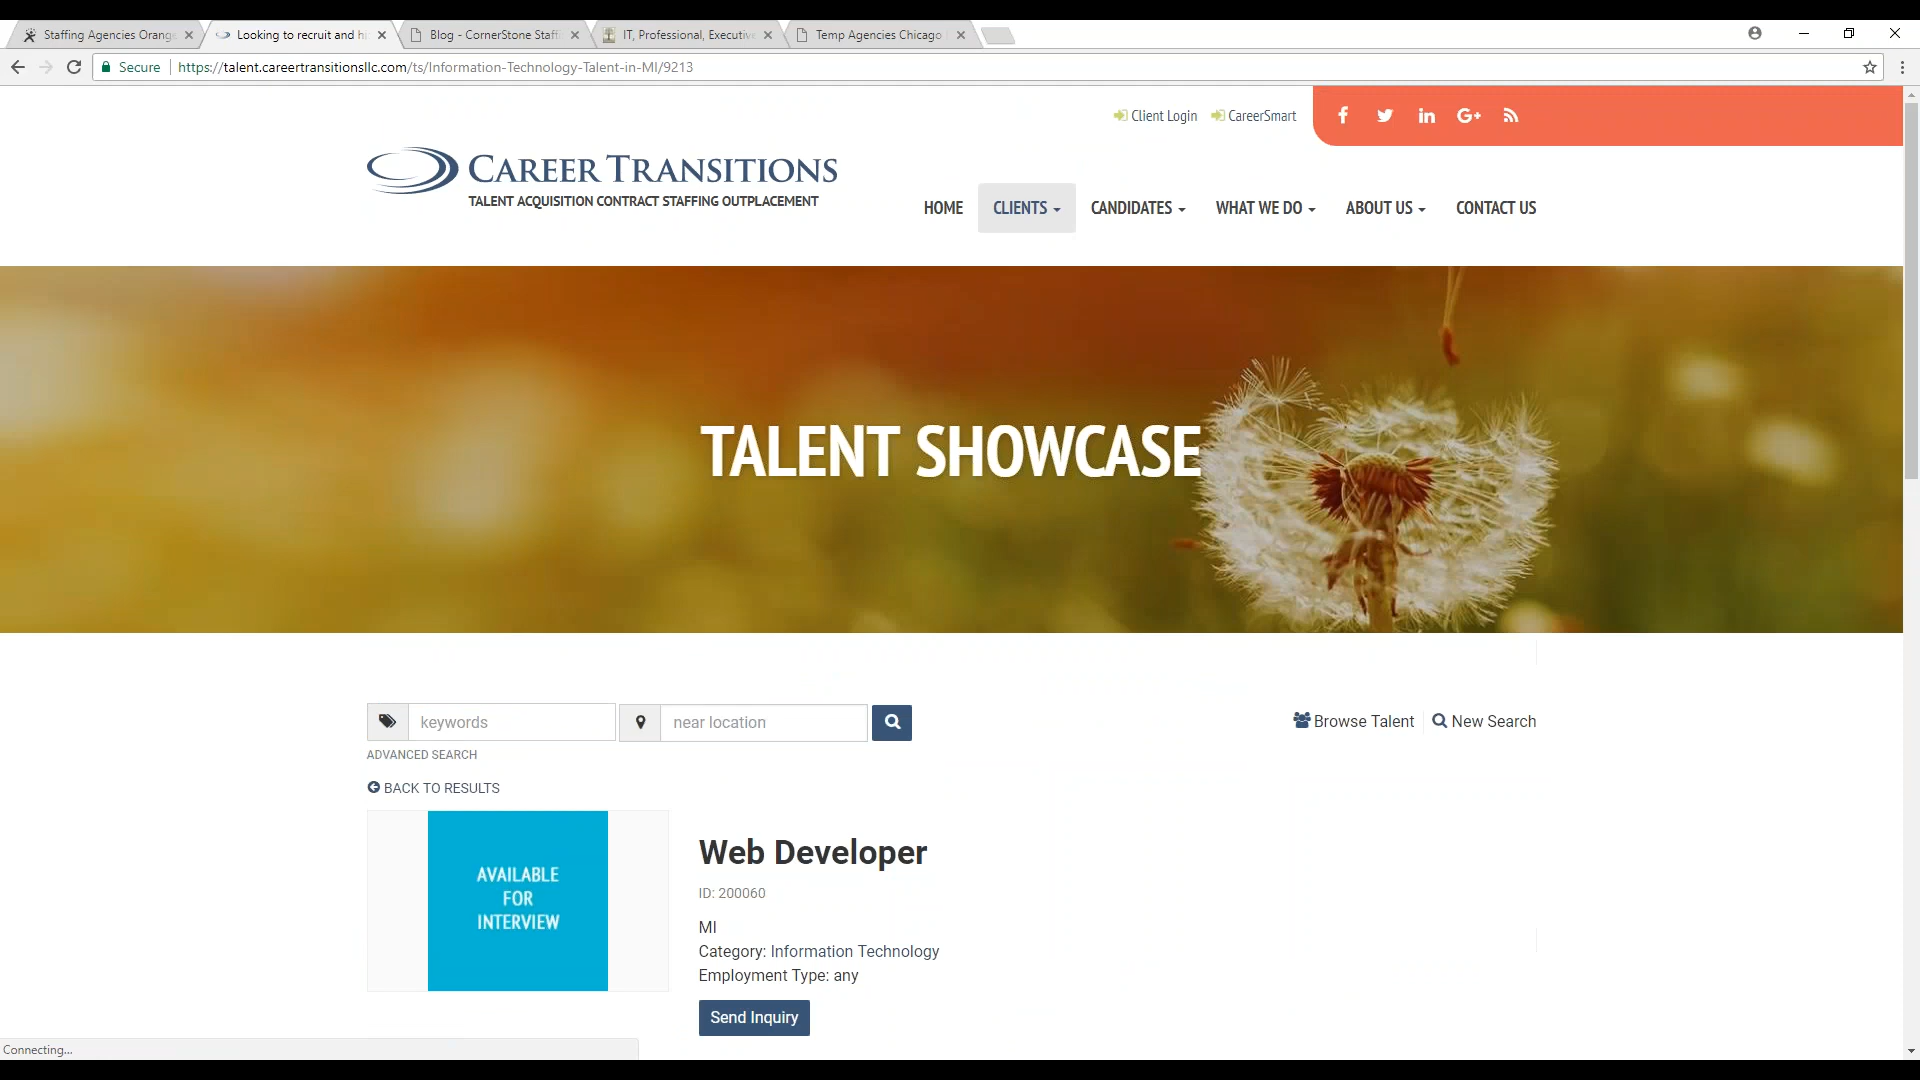 Staffing Agencies Orang
Looking to recruit and h
Blog - CornerStone Staff
IT, Professional, Executiv
Temp Agencies Chicago
Secure
https://talent.careertransitionsllc.com/ts/Information-Technology-Talent-in-MI/9213
Client Login
CareerSmart
CAREER TRANSITIONS
TALENT ACQUISITION CONTRACT STAFFING OUTPLACEMENT
HOME
CLIENTS
CANDIDATES
WHAT WE DO
ABOUT US
CONTACT US
TALENT SHOWCASE
keywords
near location
Browse Talent
New Search
ADVANCED SEARCH
BACK TO RESULTS
AVAILABLE
FOR
INTERVIEW
Web Developer
ID: 200060
MI
Category: Information Technology
Employment Type: any
Send Inquiry
Connecting...